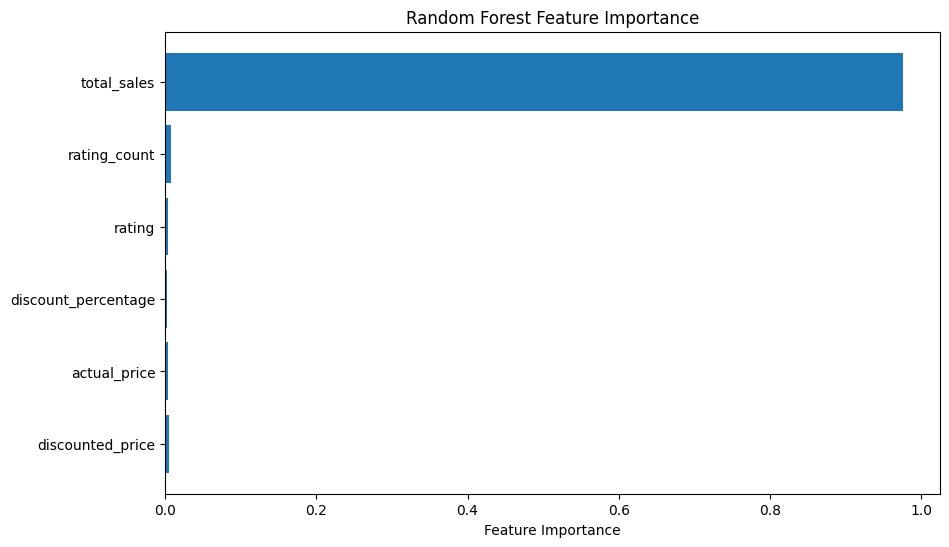 Random Forest Feature Importance
total_sales
rating_count
rating
discount_percentage
actual_price
discounted_price
0.0 0.2 0.4 0.6 0.8 1.0
Feature Importance